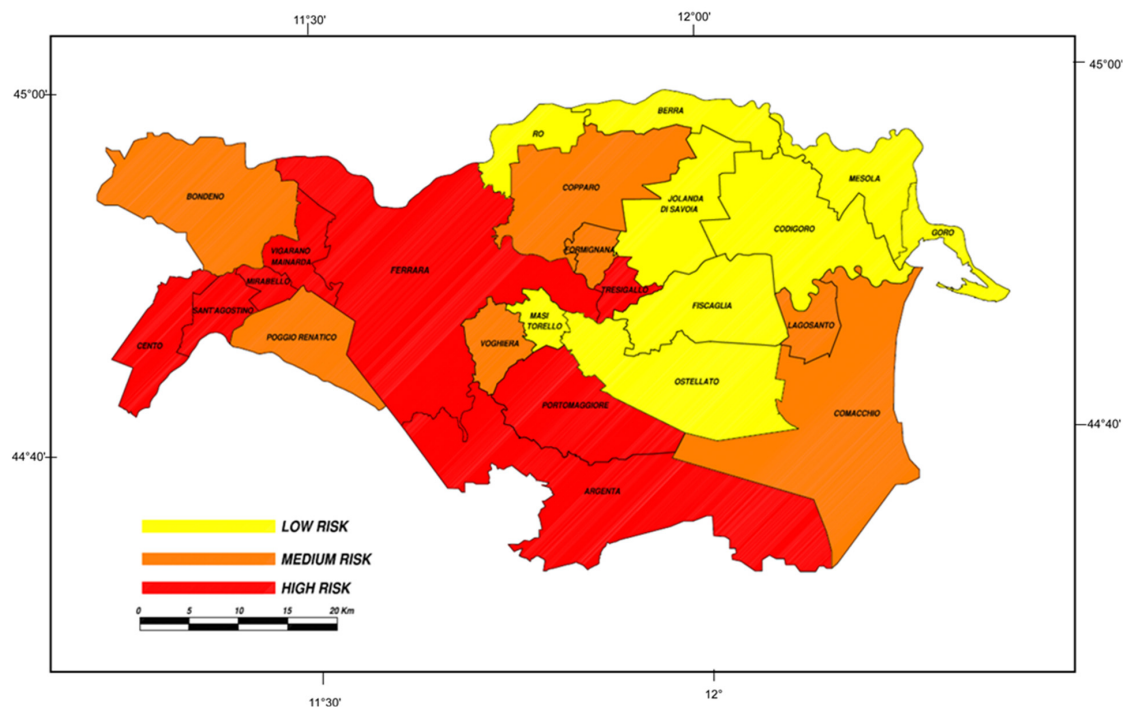 11°30'
12°00'
45°00'
45°00'
BERRA
RO
MESOLA
COPPARO
BONDENO
JOLANDA
DI SAVOIA
CODIGORO
GORO
FORMIGNANA
VIGARANO
MAINARDA
FERRARA
MIRABELLO
TRESIGALLO
FISCAGLIA
SANT'AGOSTINO
MASI
TORELLO
LAGOSANTO
POGGIO RENATICO
VOGHIERA
CENTO
OSTELLATO
PORTOMAGGIORE
COMACCHIO
44°40'
44°40'
ARGENTA
LOW RISK
MEDIUM RISK
HIGH RISK
0 5 10 15 20 Km
11°30'
12°